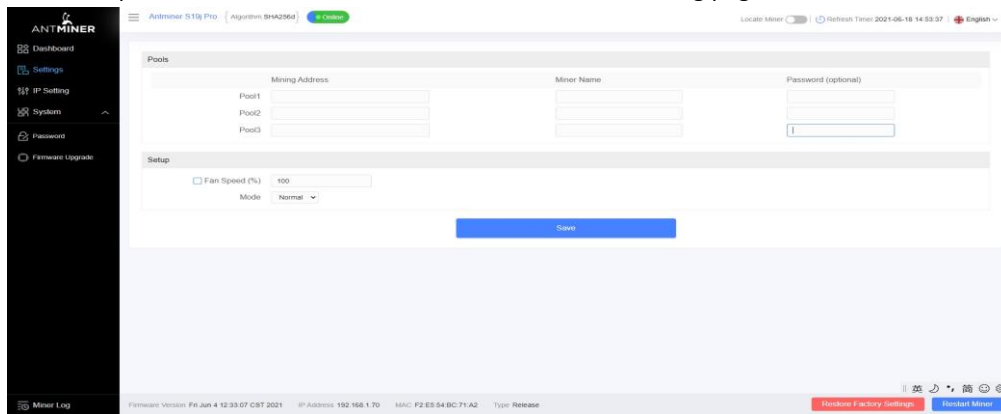 ANTMINER
Antminer S19j Pro { Algorithm SHA256d } Online
Locate Miner Refresh Timer 2021-06-18 14:53:37 English
Dashboard
Settings
IP Setting
System
Password
Firmware Upgrade
Pools
Mining Address Miner Name Password (optional)
Pool1
Pool2
Pool3
Setup
Fan Speed (%) 100
Mode Normal
Save
英 简
Miner Log
Firmware Version Fri Jun 4 12:33:07 CST 2021 IP Address 192.168.1.70 MAC F2:E5:54:BC:71:A2 Type Release
Restore Factory Settings Restart Miner